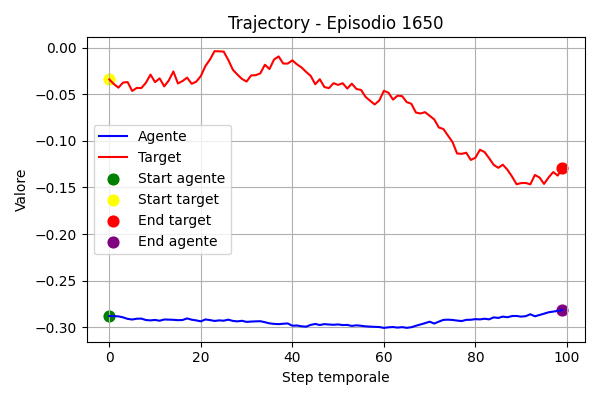 Trajectory - Episodio 1650
Valore
0.00
−0.05
−0.10
−0.15
−0.20
−0.25
−0.30
Agente
Target
Start agente
Start target
End target
End agente
0
20
40
60
80
100
Step temporale